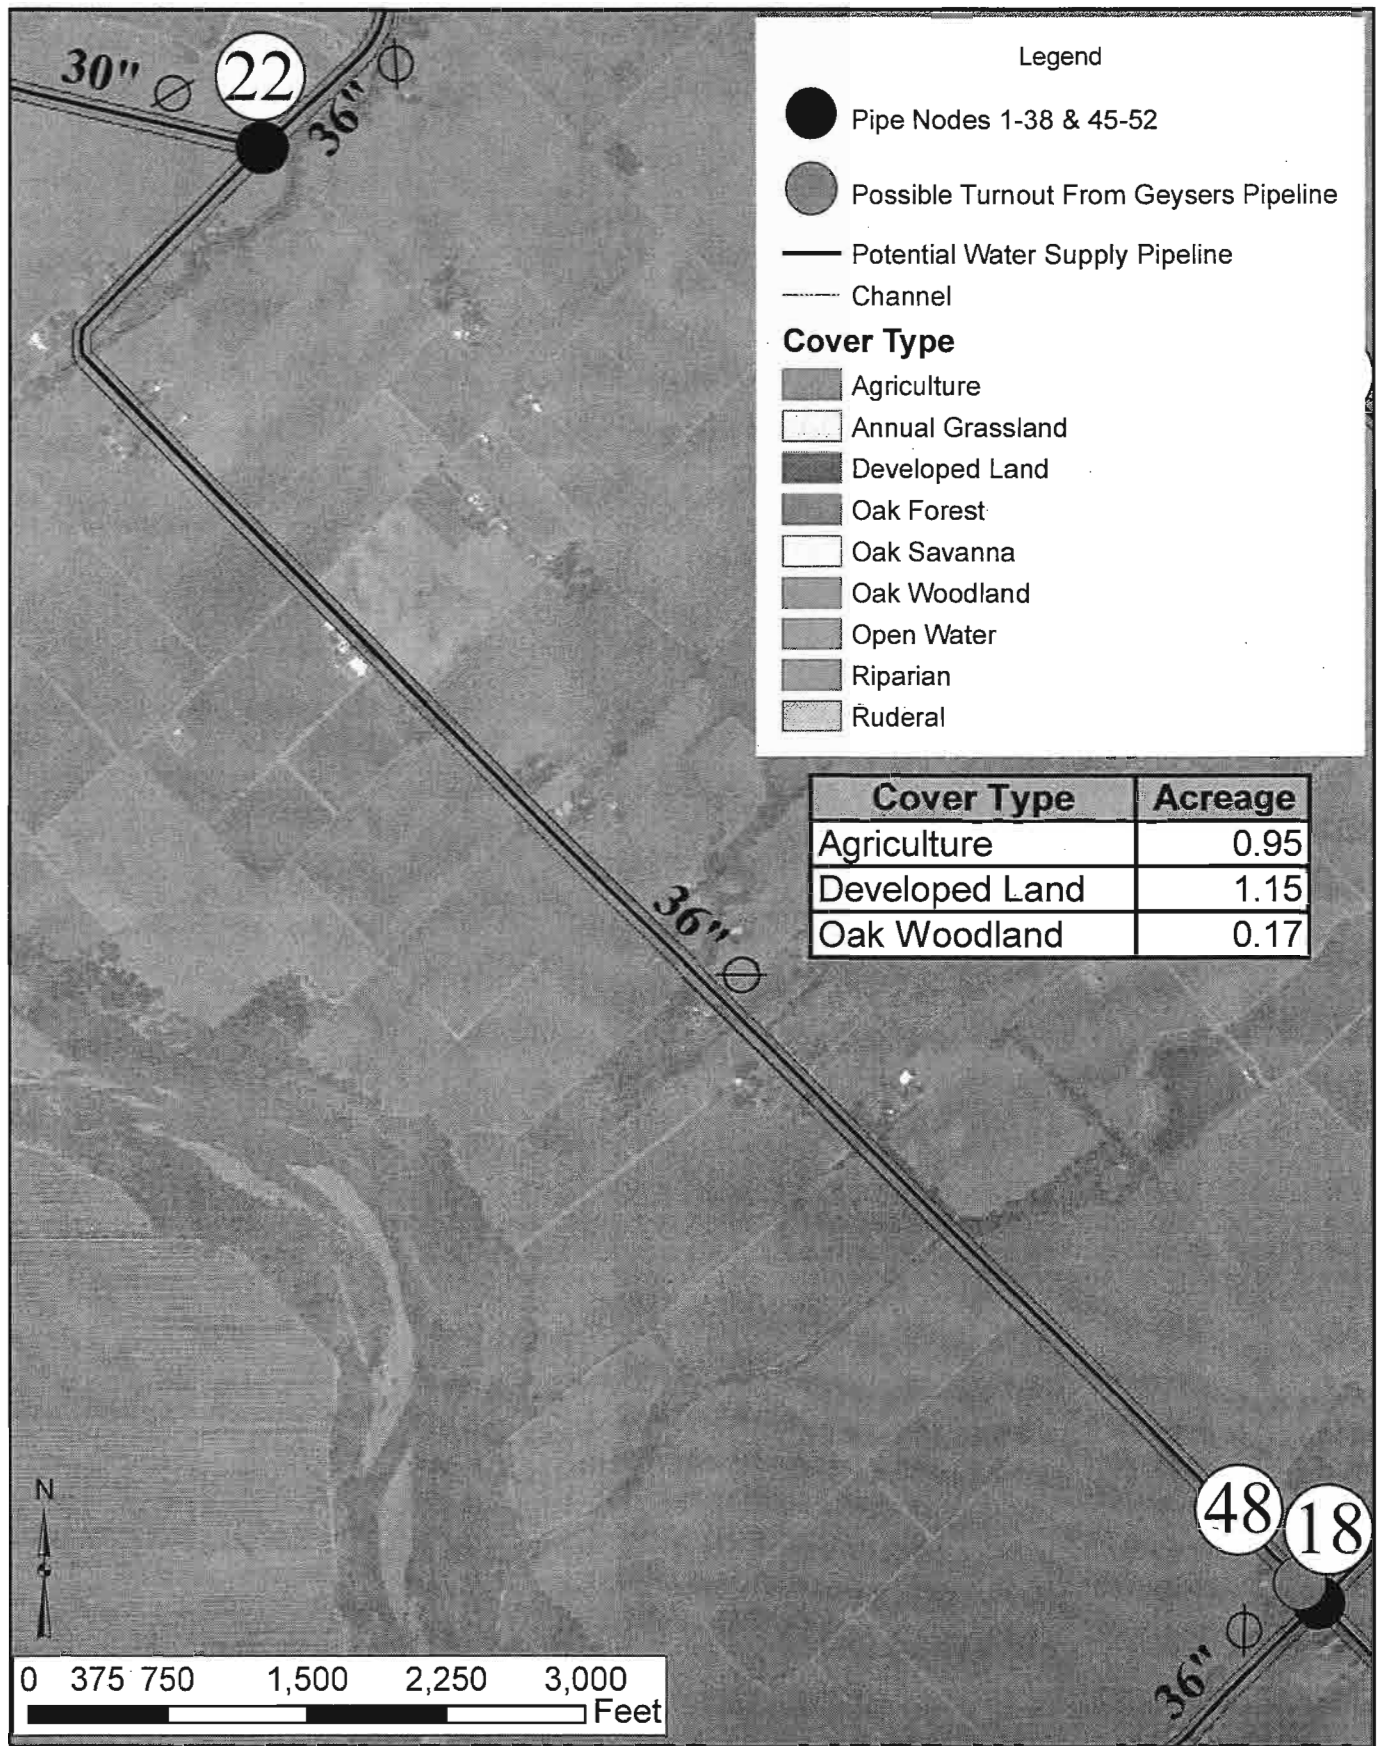 30" Ø
22
36" Ø
Legend
Pipe Nodes 1-38 & 45-52
Possible Turnout From Geysers Pipeline
Potential Water Supply Pipeline
Channel
Cover Type
Agriculture
Annual Grassland
Developed Land
Oak Forest
Oak Savanna
Oak Woodland
Open Water
Riparian
Ruderal
Cover Type Acreage
Agriculture 0.95
Developed Land 1.15
Oak Woodland 0.17
36" Ø
48
18
36" Ø
N
0 375 750 1,500 2,250 3,000
Feet